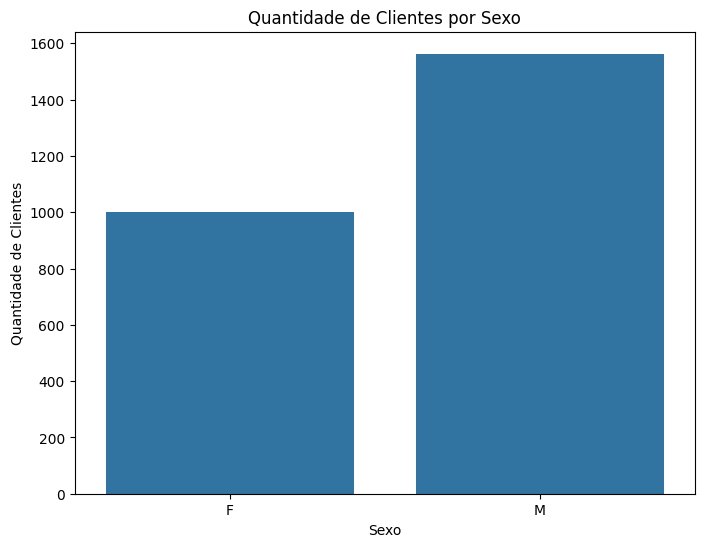 Quantidade de Clientes por Sexo
1600
1400
1200
1000
800
600
400
200
0
Quantidade de Clientes
F M
Sexo